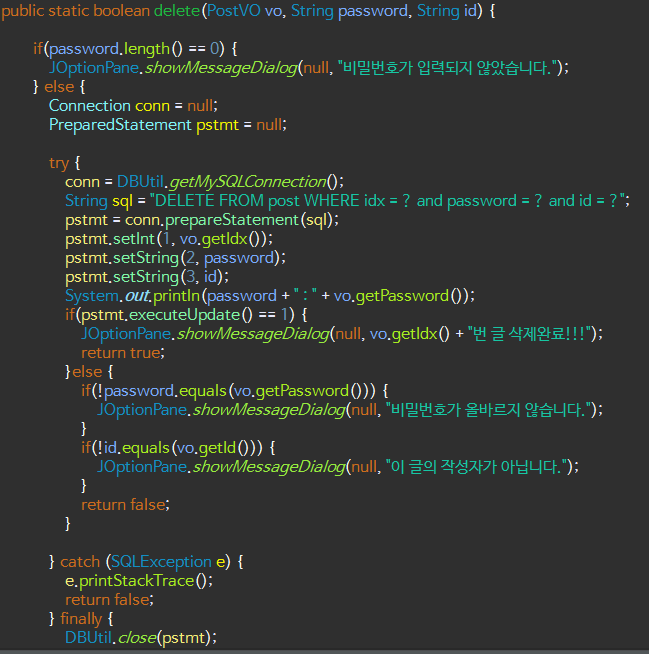 public static boolean delete(PostVO vo, String password, String id) {
if(password.length() == 0) {
JOptionPane.showMessageDialog(null, "비밀번호가 입력되지 않았습니다.");
} else {
Connection conn = null;
PreparedStatement pstmt = null;
try {
conn = DBUtil.getMySQLConnection();
String sql = "DELETE FROM post WHERE idx = ? and password = ? and id = ?";
pstmt = conn.prepareStatement(sql);
pstmt.setInt(1, vo.getIdx());
pstmt.setString(2, password);
pstmt.setString(3, id);
System.out.println(password + " : " + vo.getPassword());
if(pstmt.executeUpdate() == 1) {
JOptionPane.showMessageDialog(null, vo.getIdx() + "번 글 삭제완료!!!");
return true;
}else {
if(!password.equals(vo.getPassword())) {
JOptionPane.showMessageDialog(null, "비밀번호가 올바르지 않습니다.");
}
if(!id.equals(vo.getId())) {
JOptionPane.showMessageDialog(null, "이 글의 작성자가 아닙니다.");
}
return false;
}
} catch (SQLException e) {
e.printStackTrace();
return false;
} finally {
DBUtil.close(pstmt);